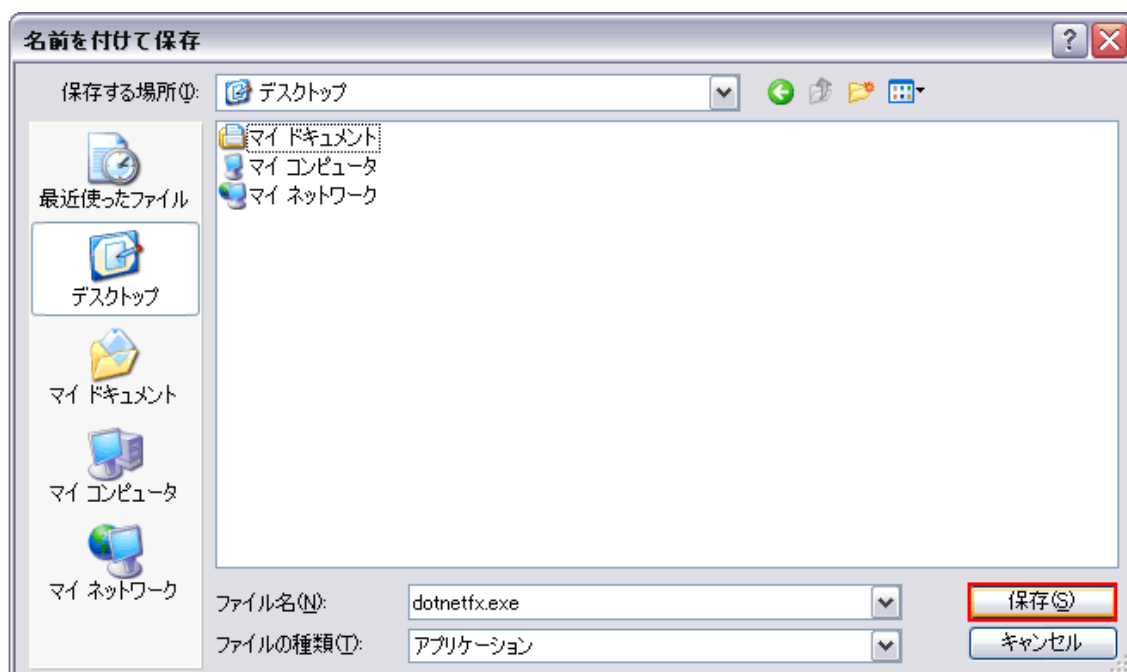 名前を付けて保存
保存する場所(I):
デスクトップ
最近使ったファイル
デスクトップ
マイ ドキュメント
マイ コンピュータ
マイ ネットワーク
マイ ドキュメント
マイ コンピュータ
マイ ネットワーク
ファイル名(N):
dotnetfx.exe
保存(S)
ファイルの種類(T):
アプリケーション
キャンセル